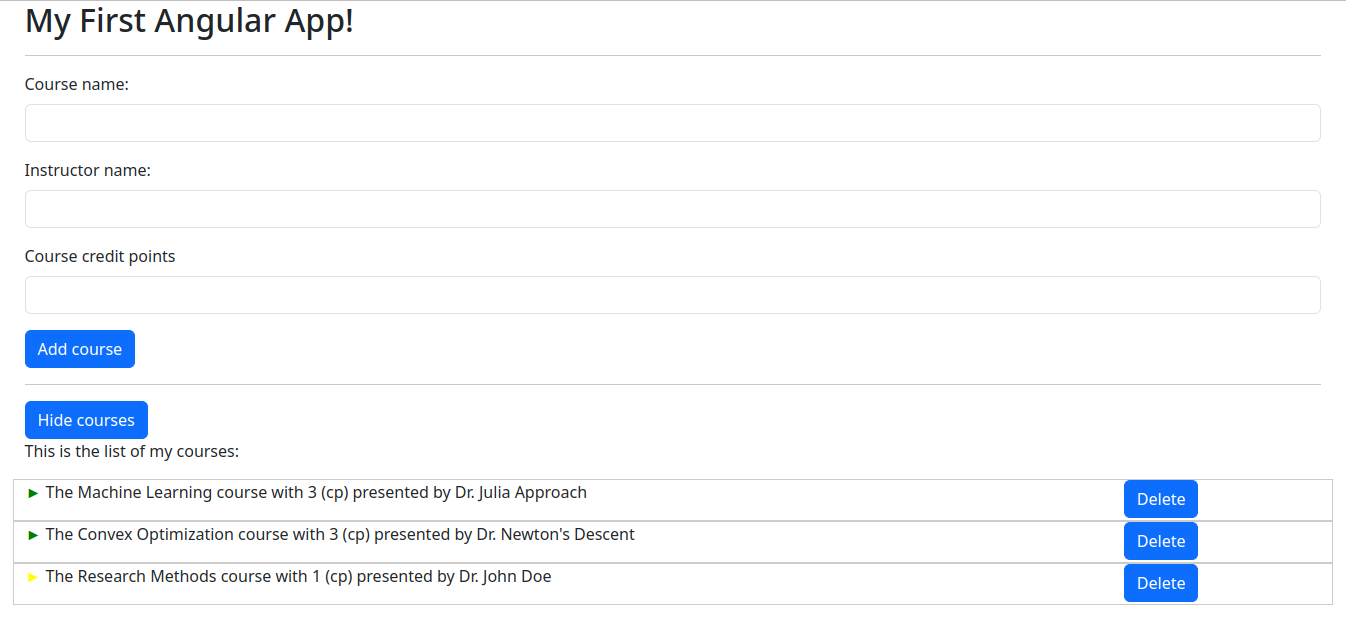 My First Angular App!
Course name:
Instructor name:
Course credit points
Add course
Hide courses
This is the list of my courses:
► The Machine Learning course with 3 (cp) presented by Dr. Julia Approach Delete
► The Convex Optimization course with 3 (cp) presented by Dr. Newton's Descent Delete
► The Research Methods course with 1 (cp) presented by Dr. John Doe Delete